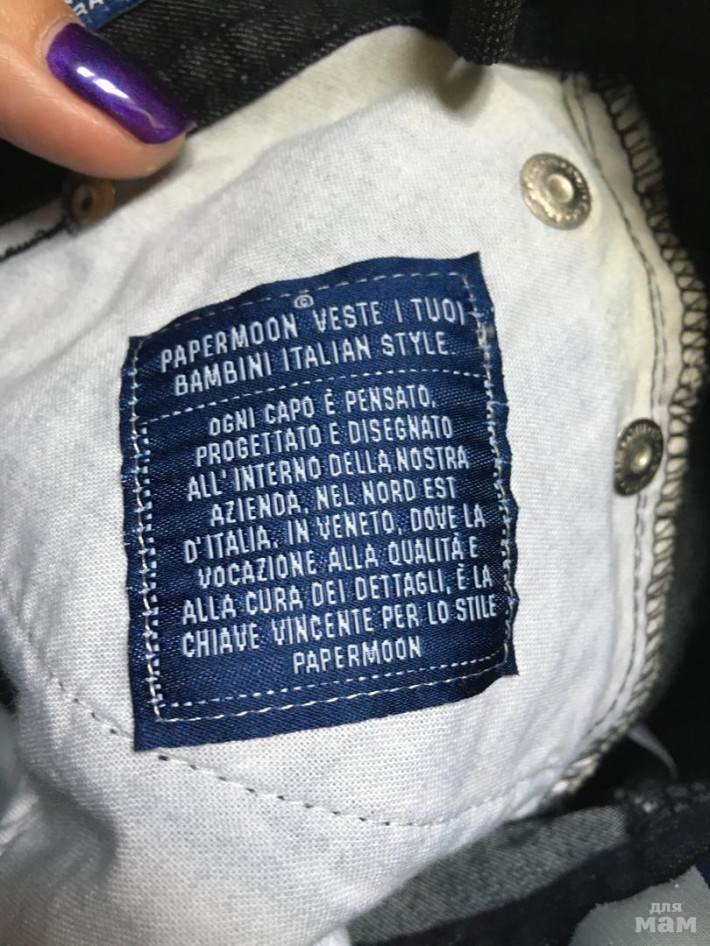 ©
PAPERMOON VESTE I TUOI
BAMBINI ITALIAN STYLE.
OGNI CAPO È PENSATO,
PROGETTATO E DISEGNATO
ALL'INTERNO DELLA NOSTRA
AZIENDA, NEL NORD EST
D'ITALIA, IN VENETO, DOVE LA
VOCAZIONE ALLA QUALITÀ E
ALLA CURA DEI DETTAGLI, È LA
CHIAVE VINCENTE PER LO STILE
PAPERMOON
для
мам